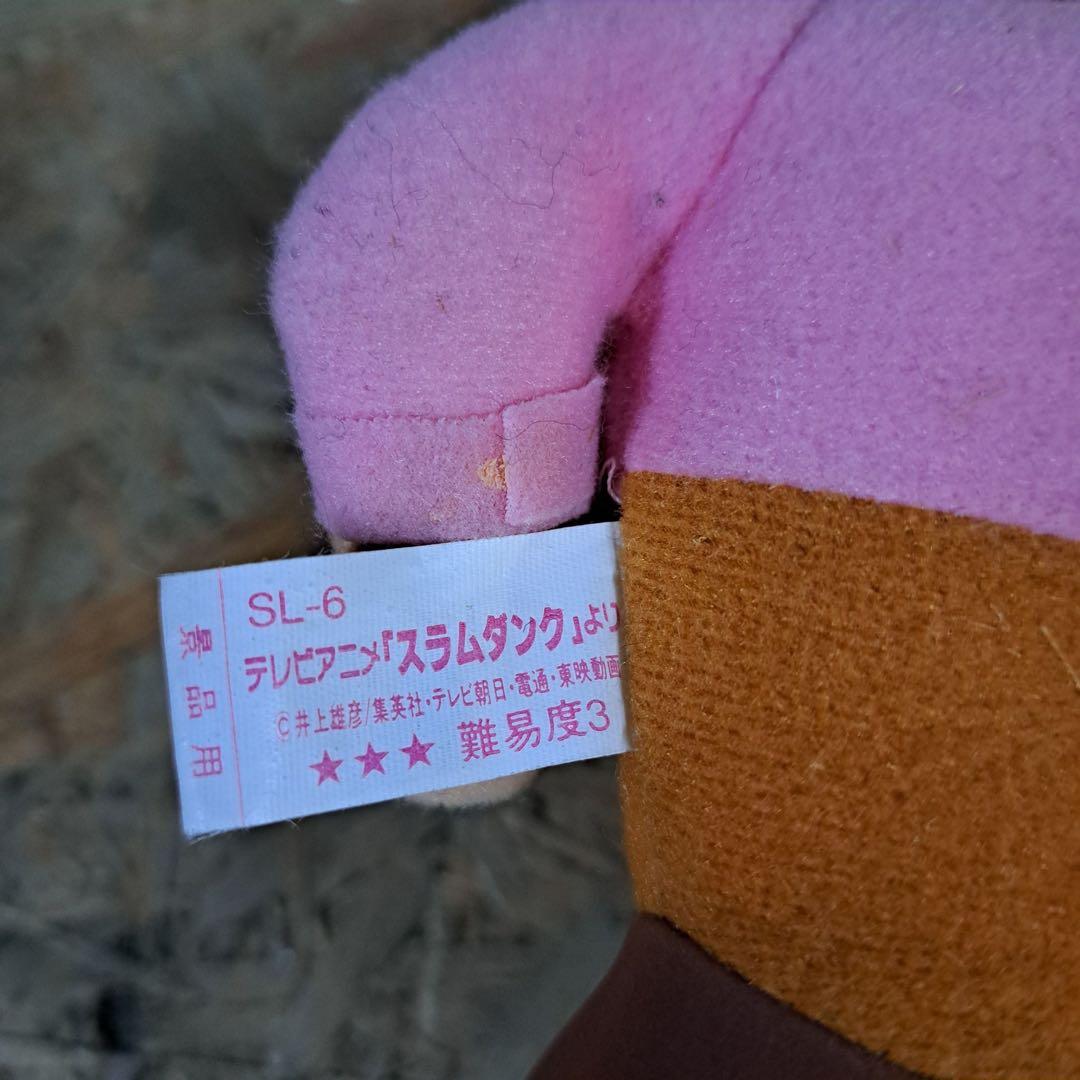 景品用
SL-6
テレビアニメ「スラムダンク」より
©井上雄彦/集英社・テレビ朝日・電通・東映動画
★★★ 難易度3